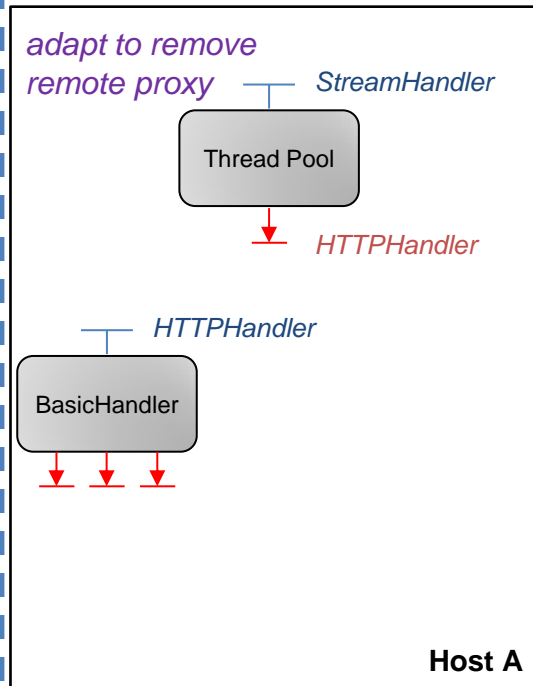 adapt to remove
remote proxy
StreamHandler
Thread Pool
HTTPHandler
HTTPHandler
BasicHandler
Host A